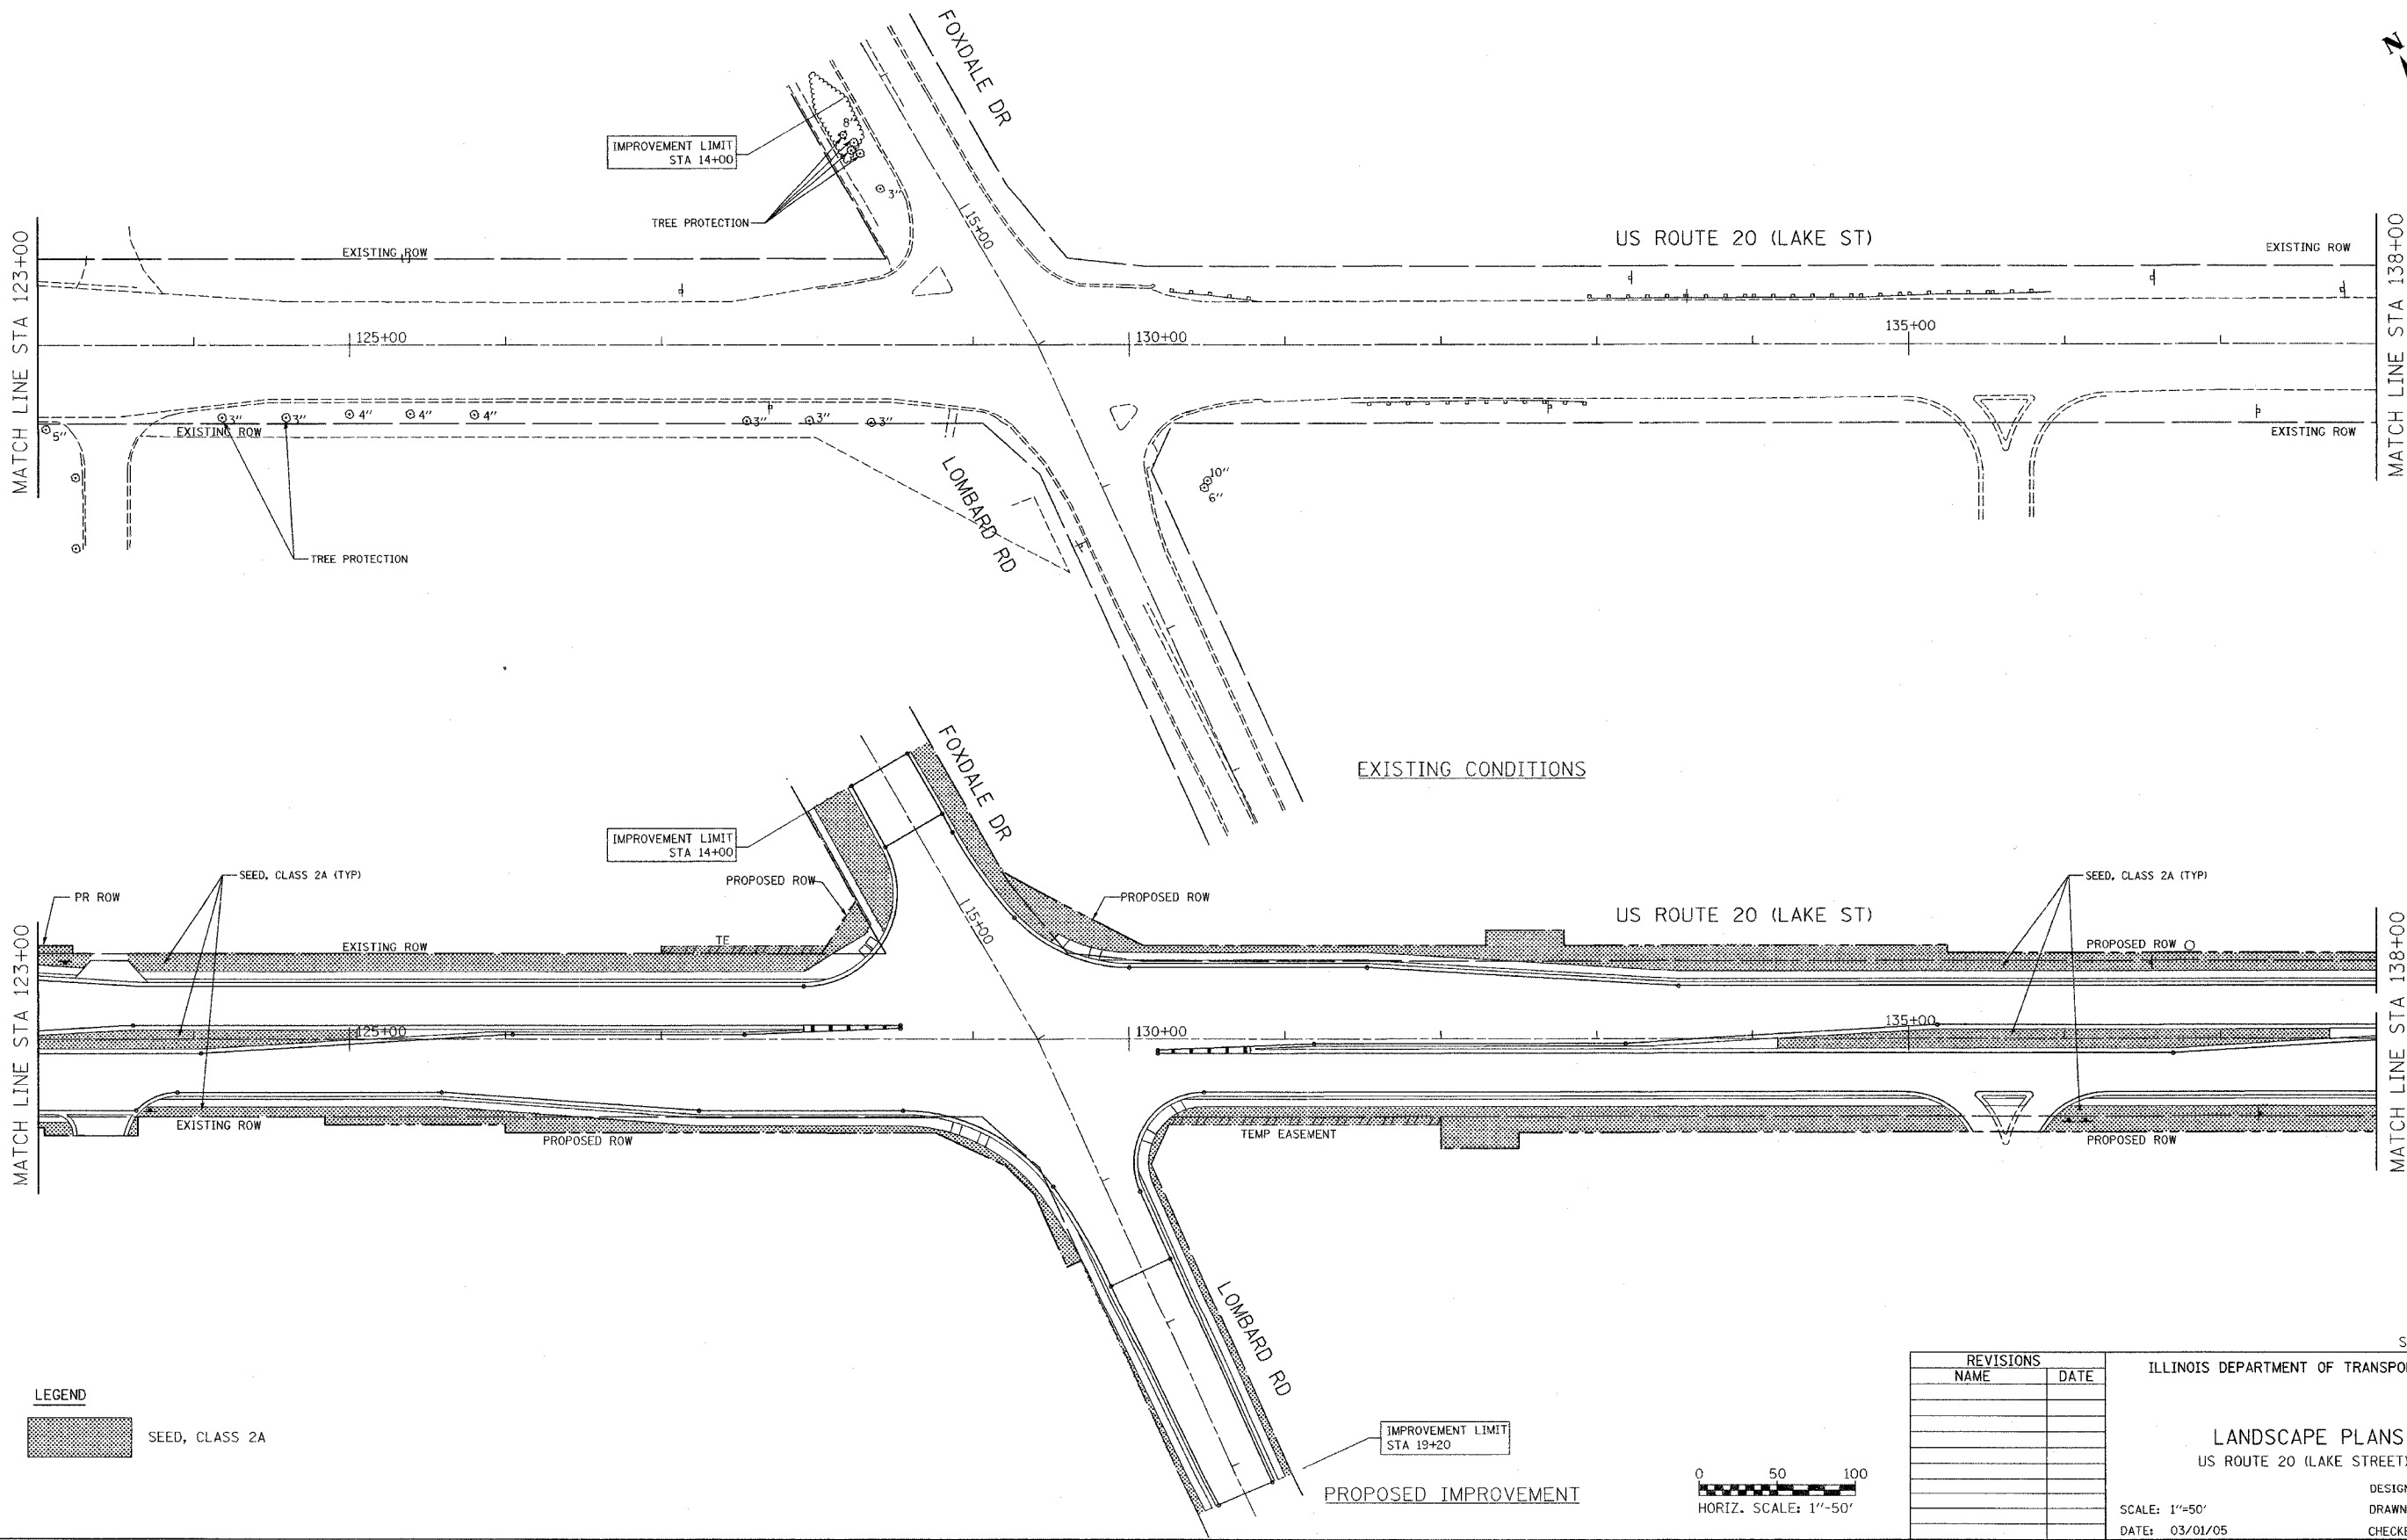 FOXDALE DR
N
IMPROVEMENT LIMIT
STA 14+00
8"
3"
TREE PROTECTION
115+00
MATCH LINE STA 123+00
EXISTING ROW
US ROUTE 20 (LAKE ST)
EXISTING ROW
MATCH LINE STA 138+00
125+00
130+00
135+00
5"
3"
3"
4"
4"
4"
3"
3"
3"
EXISTING ROW
EXISTING ROW
LOMBARD RD
10"
6"
TREE PROTECTION
EXISTING CONDITIONS
FOXDALE DR
IMPROVEMENT LIMIT
STA 14+00
SEED, CLASS 2A (TYP)
PROPOSED ROW
PR ROW
PROPOSED ROW
SEED, CLASS 2A (TYP)
115+00
US ROUTE 20 (LAKE ST)
MATCH LINE STA 123+00
EXISTING ROW
TE
PROPOSED ROW
MATCH LINE STA 138+00
125+00
130+00
135+00
EXISTING ROW
PROPOSED ROW
TEMP EASEMENT
PROPOSED ROW
LOMBARD RD
LEGEND
SEED, CLASS 2A
IMPROVEMENT LIMIT
STA 19+20
PROPOSED IMPROVEMENT
0 50 100
HORIZ. SCALE: 1"-50'
S
REVISIONS
NAME DATE
ILLINOIS DEPARTMENT OF TRANSPO
LANDSCAPE PLANS
US ROUTE 20 (LAKE STREET)
DESIGN
SCALE: 1"=50'
DRAWN
DATE: 03/01/05
CHECK